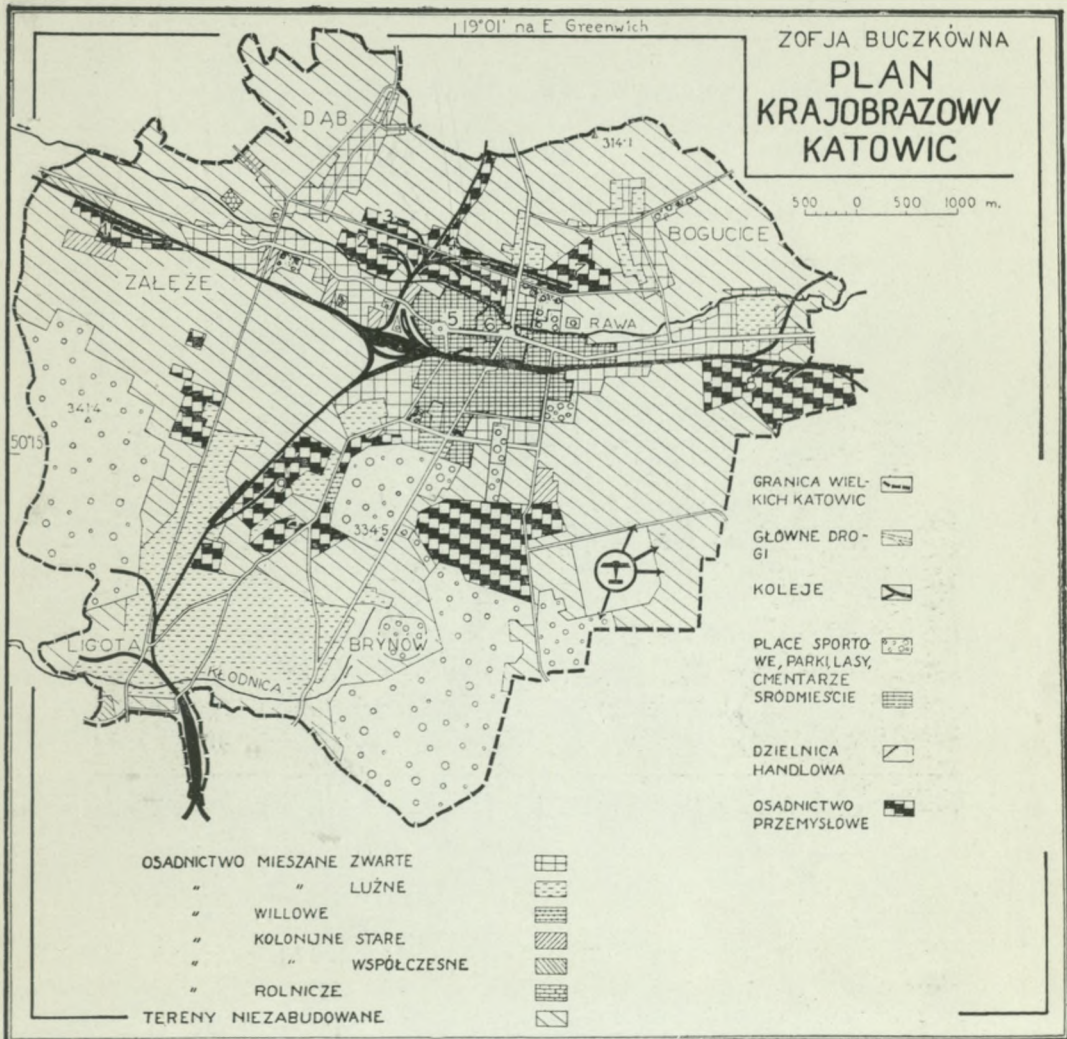 19°01' na E Greenwich
ZOFJA BUCZKÓWNA
PLAN
KRAJOBRAZOWY
KATOWIC
500 0 500 1000 m.
DĄB
314·1
BOGUCICE
3
2
1
7
ZAŁĘŻE
5
6
RAWA
341·4
50°15
334·5
LIGOTA
BRYNÓW
KŁODNICA
GRANICA WIEL-
KICH KATOWIC
GŁÓWNE DRO-
GI
KOLEJE
PLACE SPORTO-
WE, PARKI, LASY,
CMENTARZE
SRÓDMIEŚCIE
DZIELNICA
HANDLOWA
OSADNICTWO
PRZEMYSŁOWE
OSADNICTWO MIESZANE ZWARTE
" " LUŹNE
" WILLOWE
" KOLONIJNE STARE
" " WSPÓŁCZESNE
" ROLNICZE
TERENY NIEZABUDOWANE